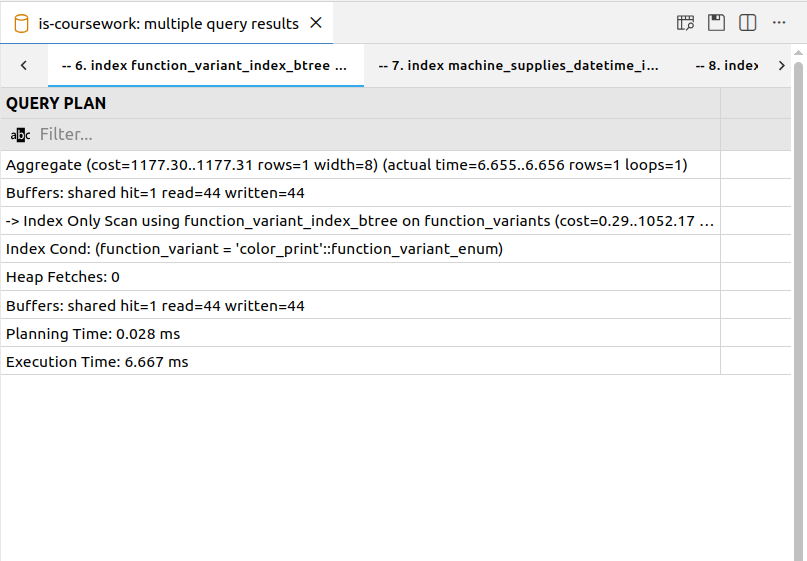 is-coursework: multiple query results
-- 6. index function_variant_index_btree ...
-- 7. index machine_supplies_datetime_i...
-- 8. index
QUERY PLAN
abc Filter...
Aggregate (cost=1177.30..1177.31 rows=1 width=8) (actual time=6.655..6.656 rows=1 loops=1)
Buffers: shared hit=1 read=44 written=44
-> Index Only Scan using function_variant_index_btree on function_variants (cost=0.29..1052.17 ...
Index Cond: (function_variant = 'color_print'::function_variant_enum)
Heap Fetches: 0
Buffers: shared hit=1 read=44 written=44
Planning Time: 0.028 ms
Execution Time: 6.667 ms